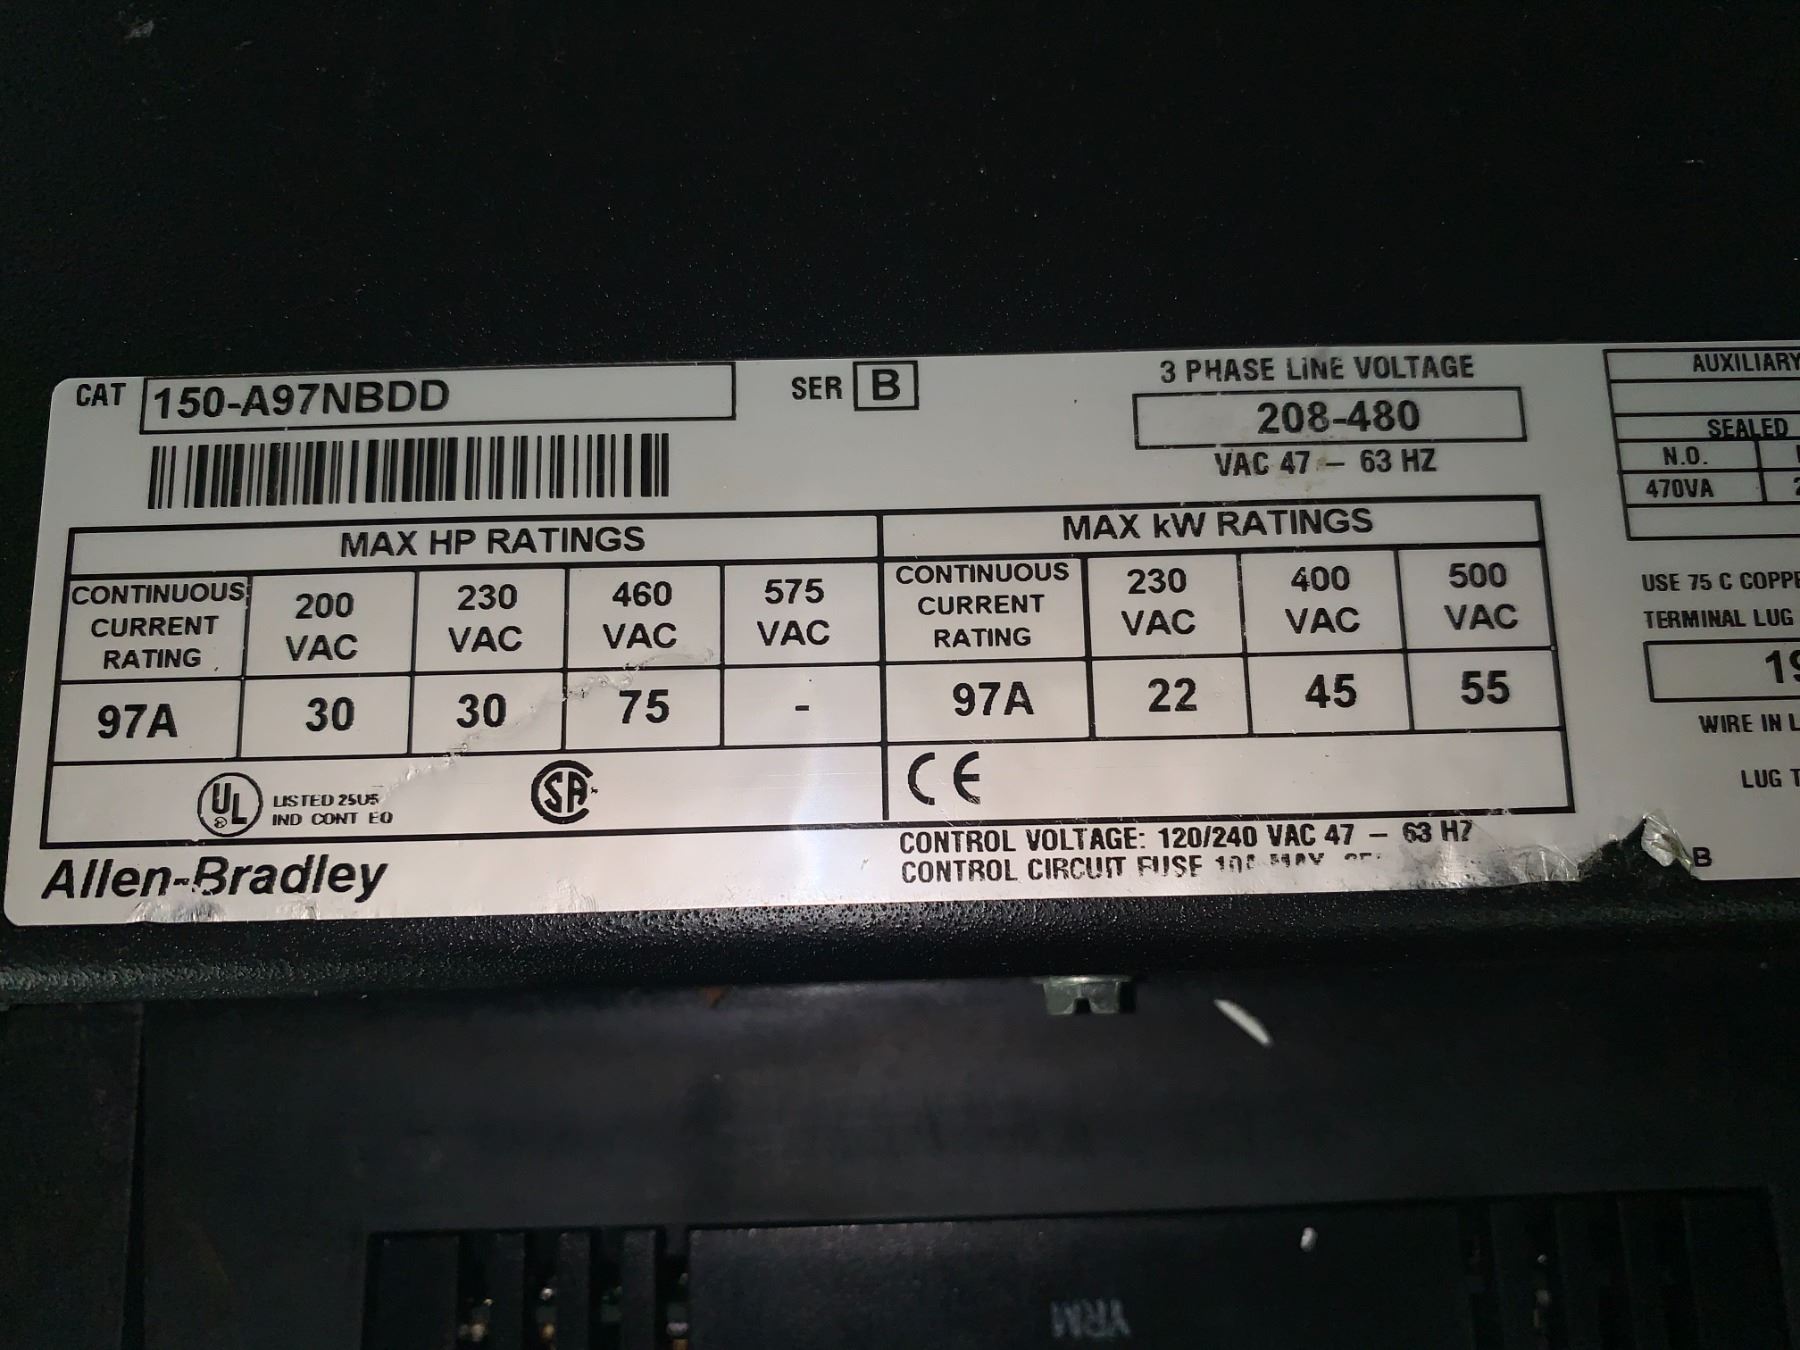 CAT 150-A97NBDD
SER B
3 PHASE LINE VOLTAGE
208-480
VAC 47 – 63 HZ
MAX HP RATINGS
CONTINUOUS CURRENT RATING
200 VAC
230 VAC
460 VAC
575 VAC
97A 30 30 75 -
MAX kW RATINGS
CONTINUOUS CURRENT RATING
230 VAC
400 VAC
500 VAC
97A 22 45 55
UL LISTED 25U5
IND CONT EQ
SA
CE
Allen-Bradley
CONTROL VOLTAGE: 120/240 VAC 47 – 63 HZ
CONTROL CIRCUIT FUSE MAX
AUXILIARY
SEALED
N.O.
470VA
USE 75 C
TERMINAL LUG
WIRE IN
LUG
B
YRM